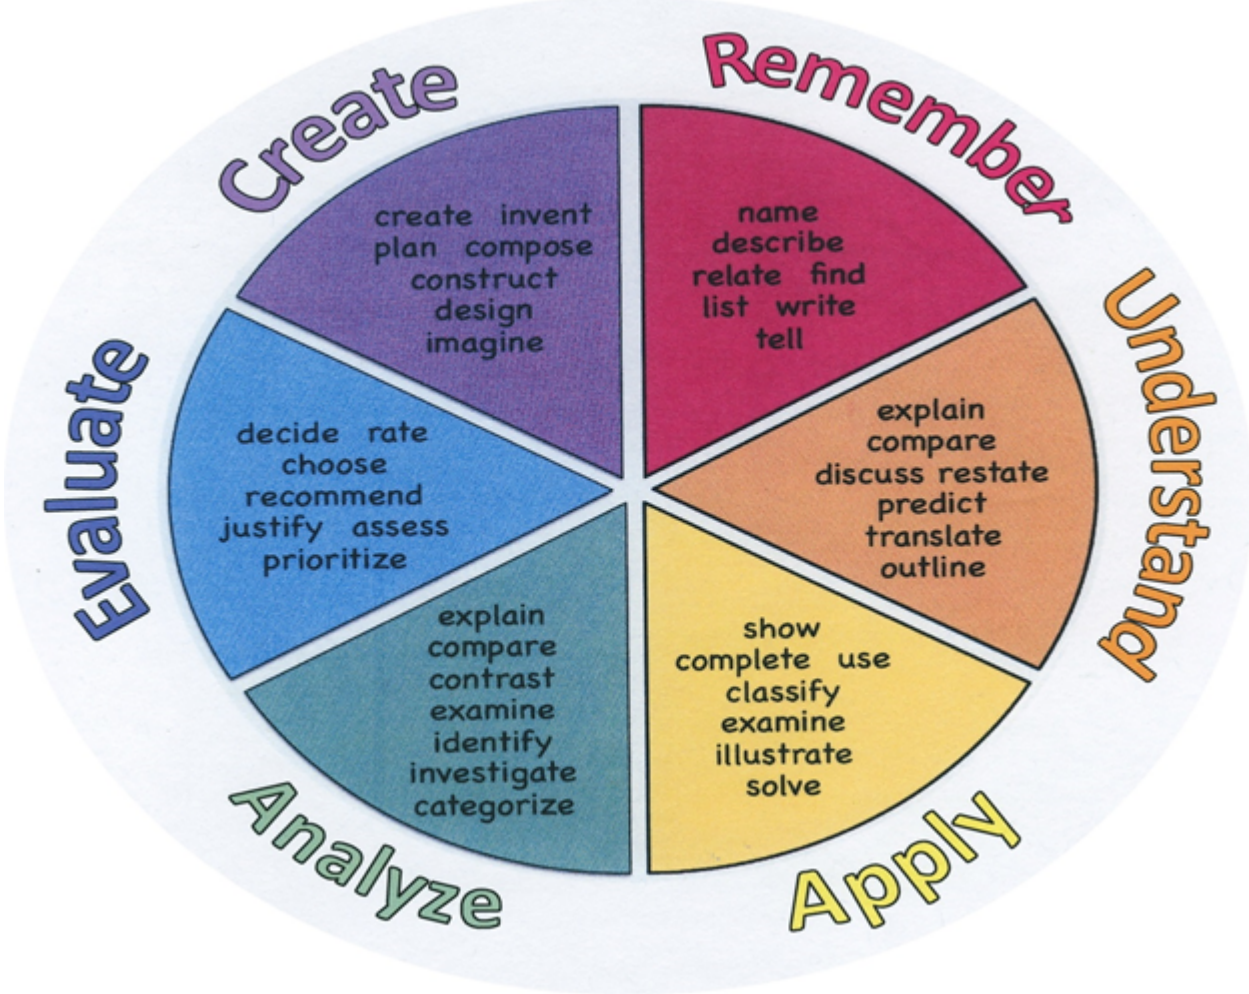 Remember
name
describe
relate find
list write
tell
Understand
explain
compare
discuss restate
predict
translate
outline
Apply
show
complete use
classify
examine
illustrate
solve
Analyze
explain
compare
contrast
examine
identify
investigate
categorize
Evaluate
decide rate
choose
recommend
justify assess
prioritize
Create
create invent
plan compose
construct
design
imagine